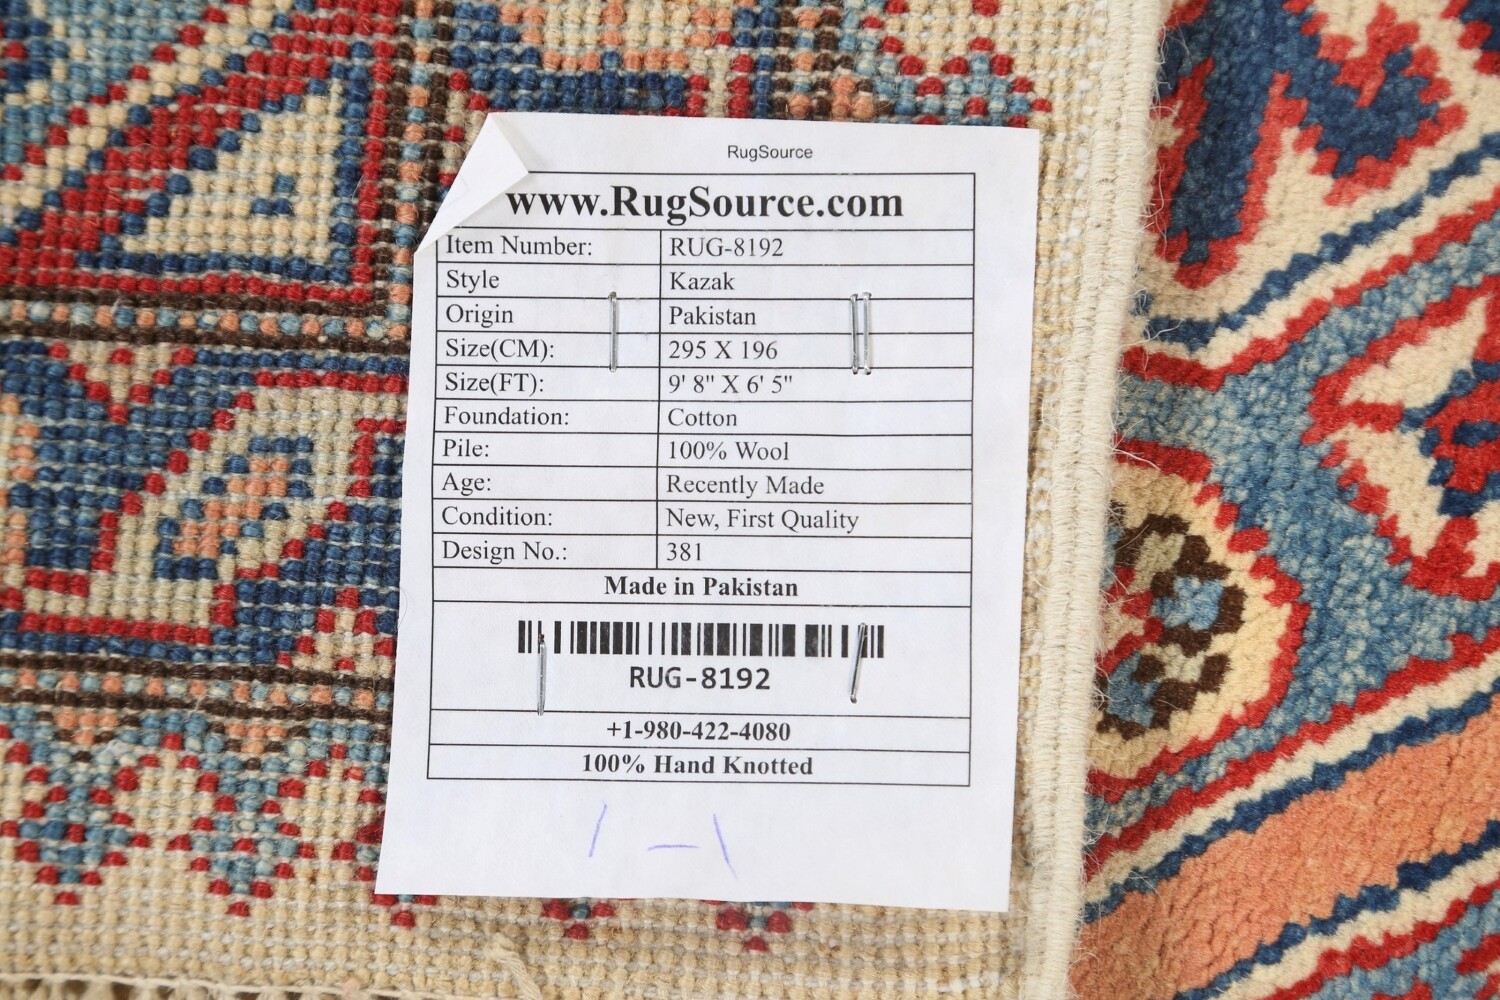 RugSource
www.RugSource.com
Item Number: RUG-8192
Style Kazak
Origin Pakistan
Size(CM): 295 X 196
Size(FT): 9' 8" X 6' 5"
Foundation: Cotton
Pile: 100% Wool
Age: Recently Made
Condition: New, First Quality
Design No.: 381
Made in Pakistan
RUG-8192
+1-980-422-4080
100% Hand Knotted